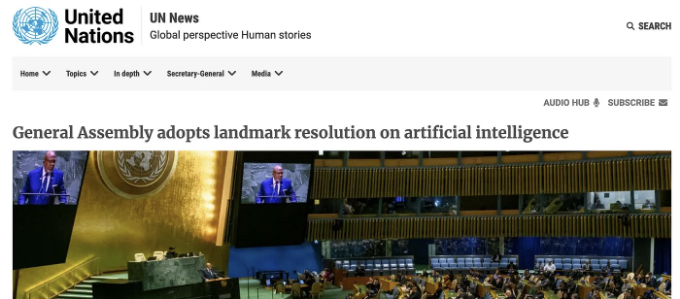 United
Nations
UN News
Global perspective Human stories
SEARCH
Home
Topics
In depth
Secretary-General
Media
AUDIO HUB
SUBSCRIBE
General Assembly adopts landmark resolution on artificial intelligence